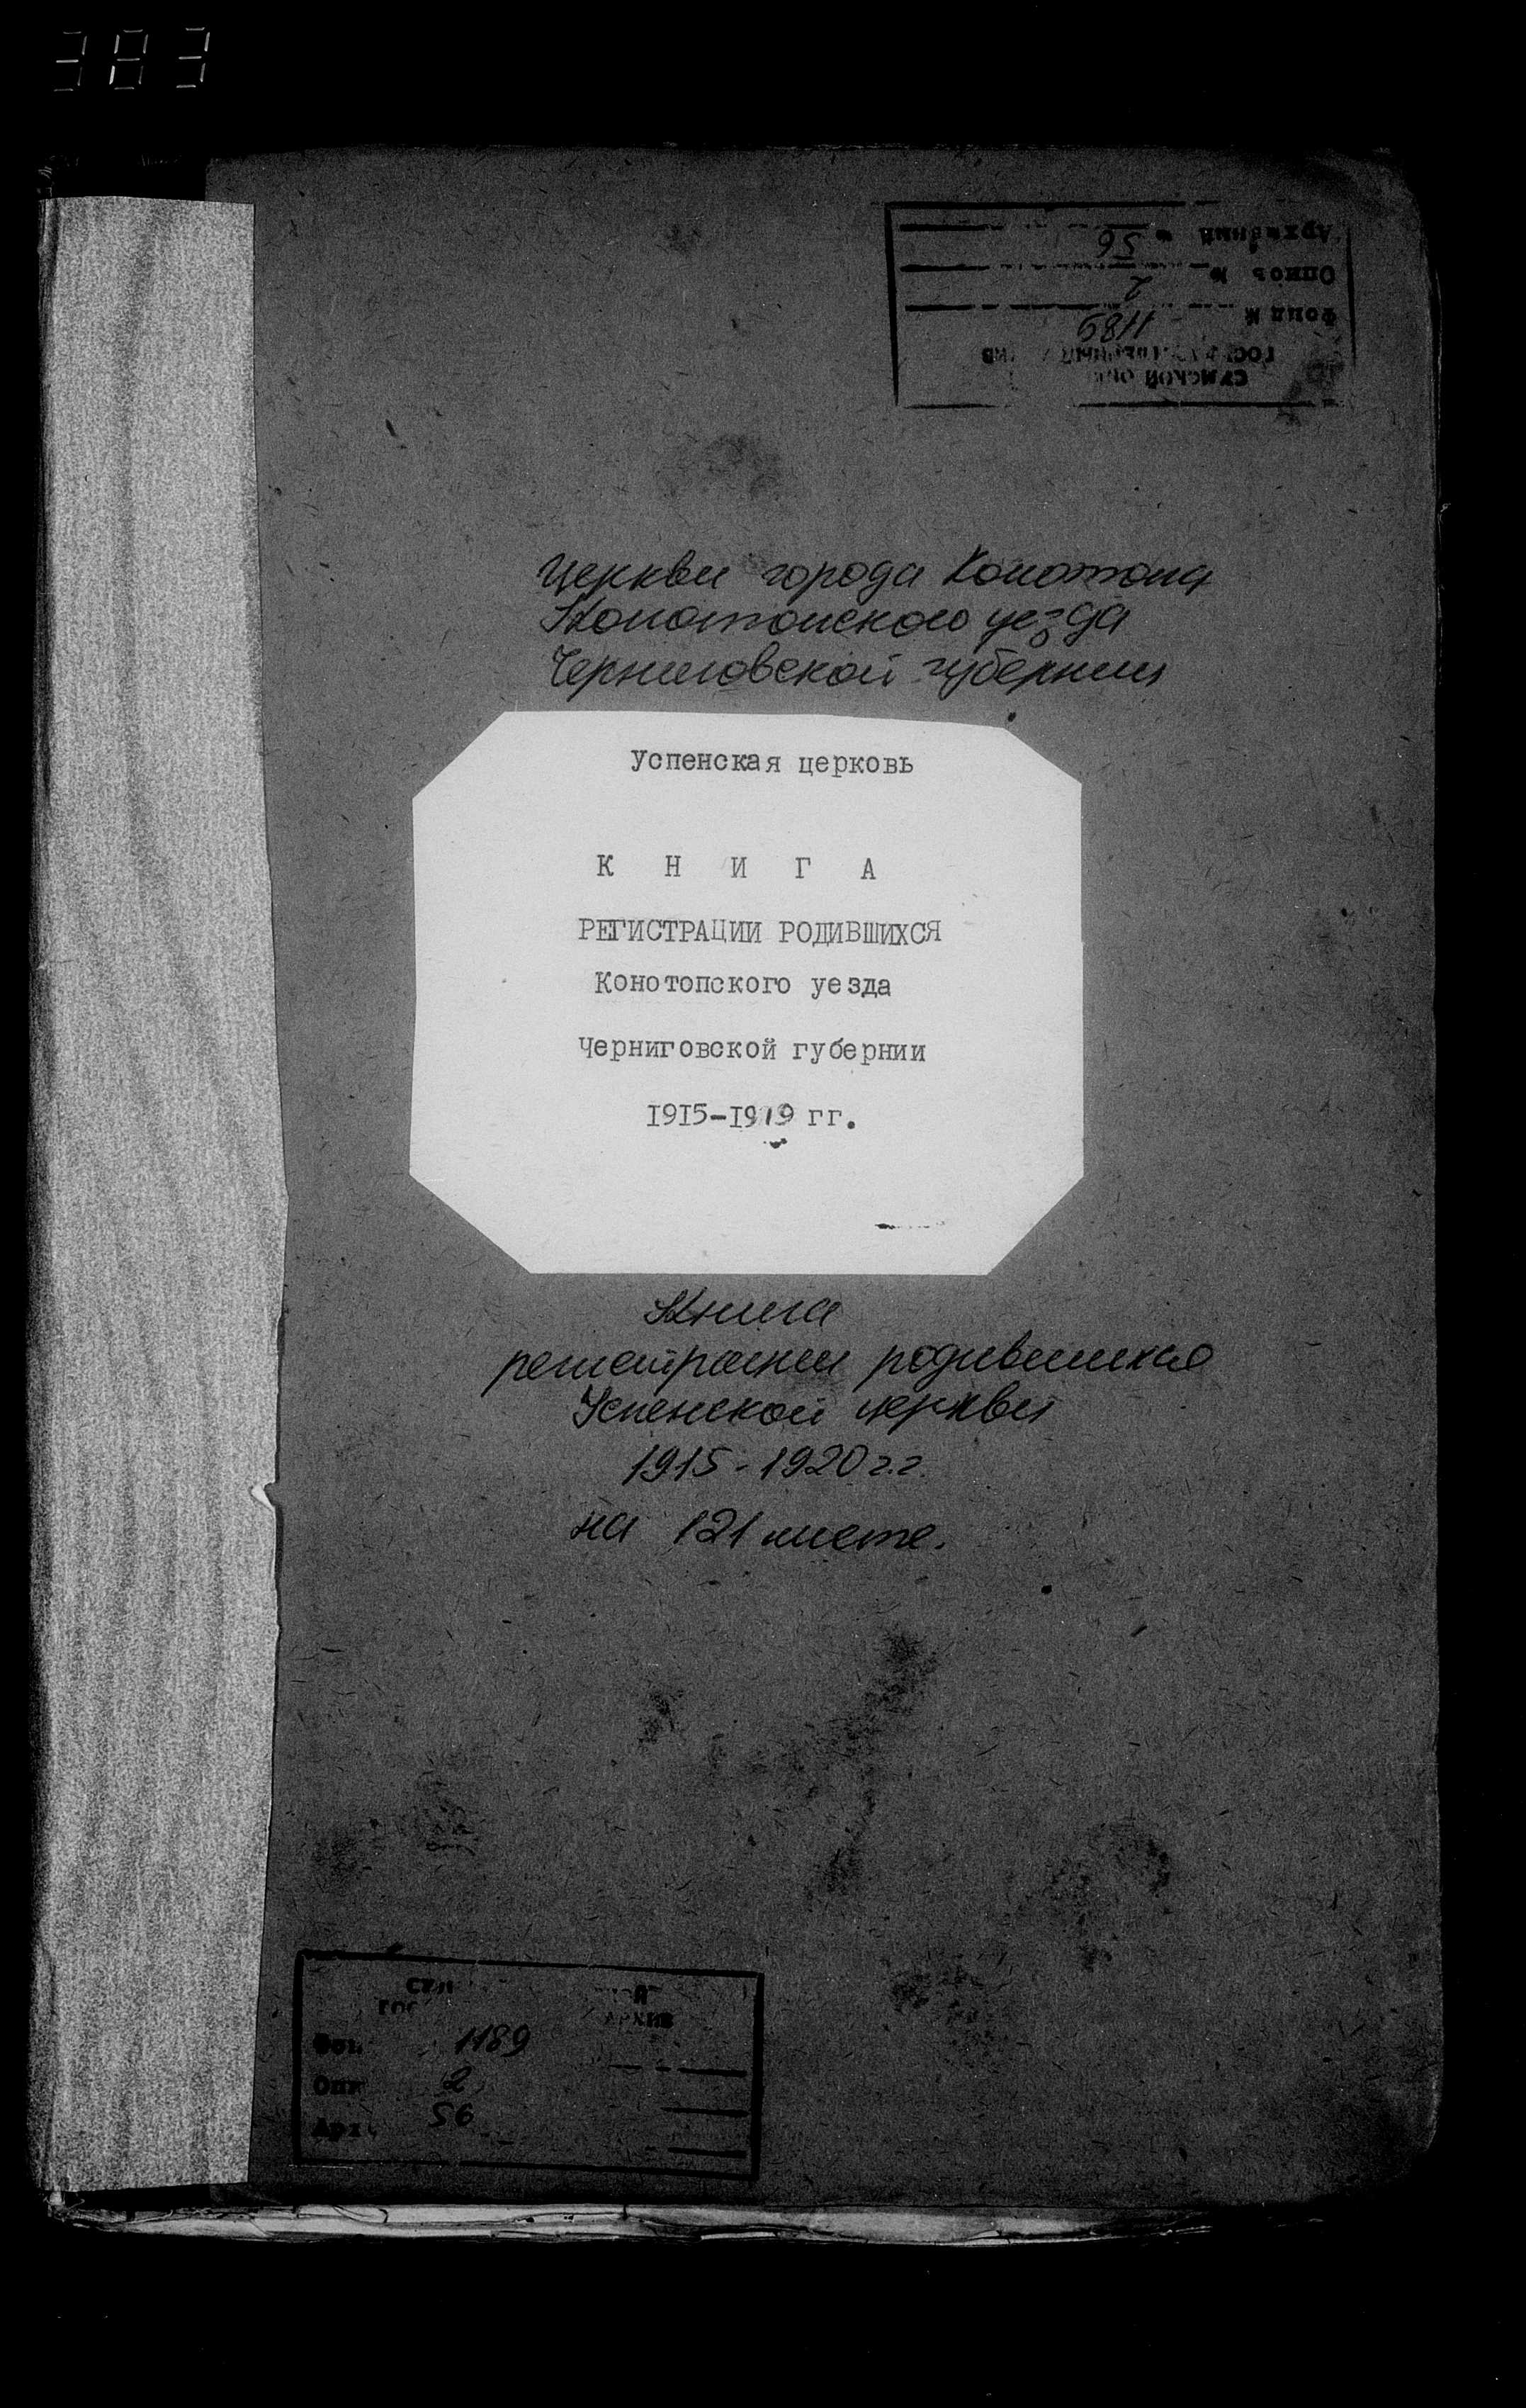 383
Архивный № 56
Опись № 2
Фонд № 1189
Церкви города Конотопа
Конотопского уезда
Черниговской губернии
Успенская церковь
К Н И Г А
РЕГИСТРАЦИИ РОДИВШИХСЯ
Конотопского уезда
Черниговской губернии
1915-1919 гг.
Книга
регистрации родившихся
Успенской церкви
1915-1920 г.г.
на 121 листе.
АРХИВ
1189
2
56